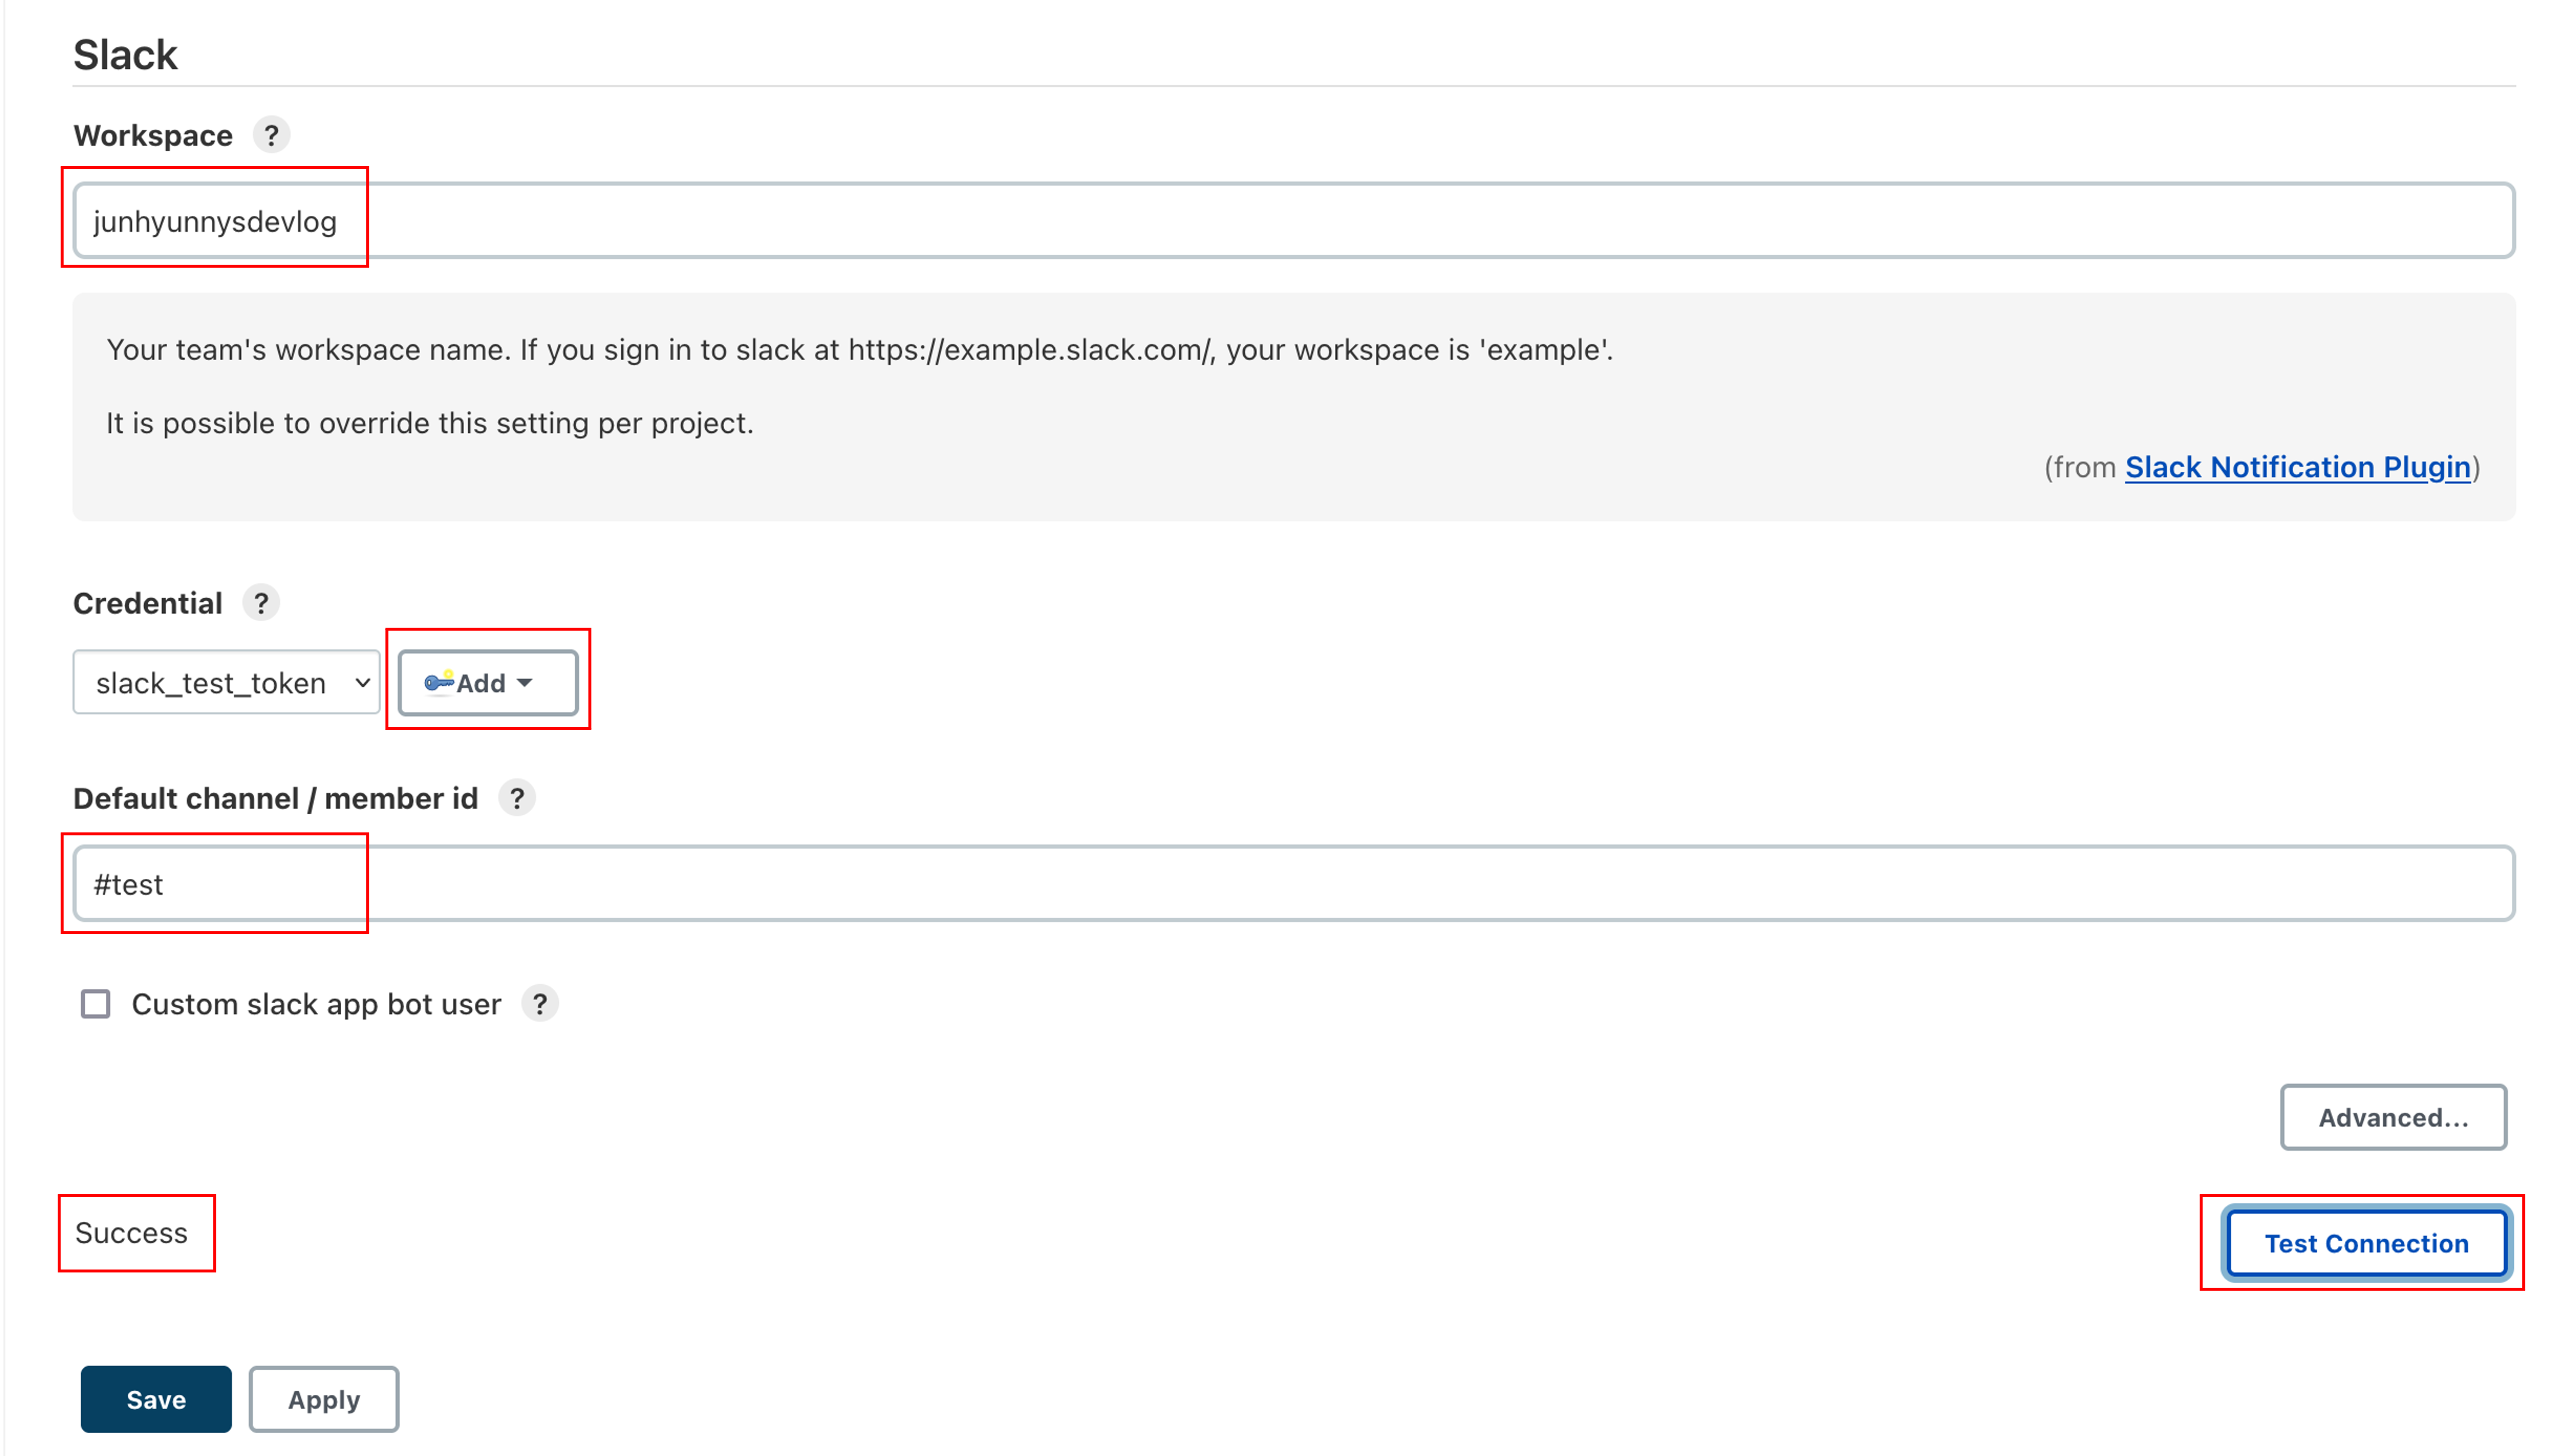 Slack
Workspace ?
junhyunnysdevlog
Your team's workspace name. If you sign in to slack at https://example.slack.com/, your workspace is 'example'.
It is possible to override this setting per project.
(from Slack Notification Plugin)
Credential ?
slack_test_token Add
Default channel / member id ?
#test
Custom slack app bot user ?
Advanced...
Success Test Connection
Save Apply